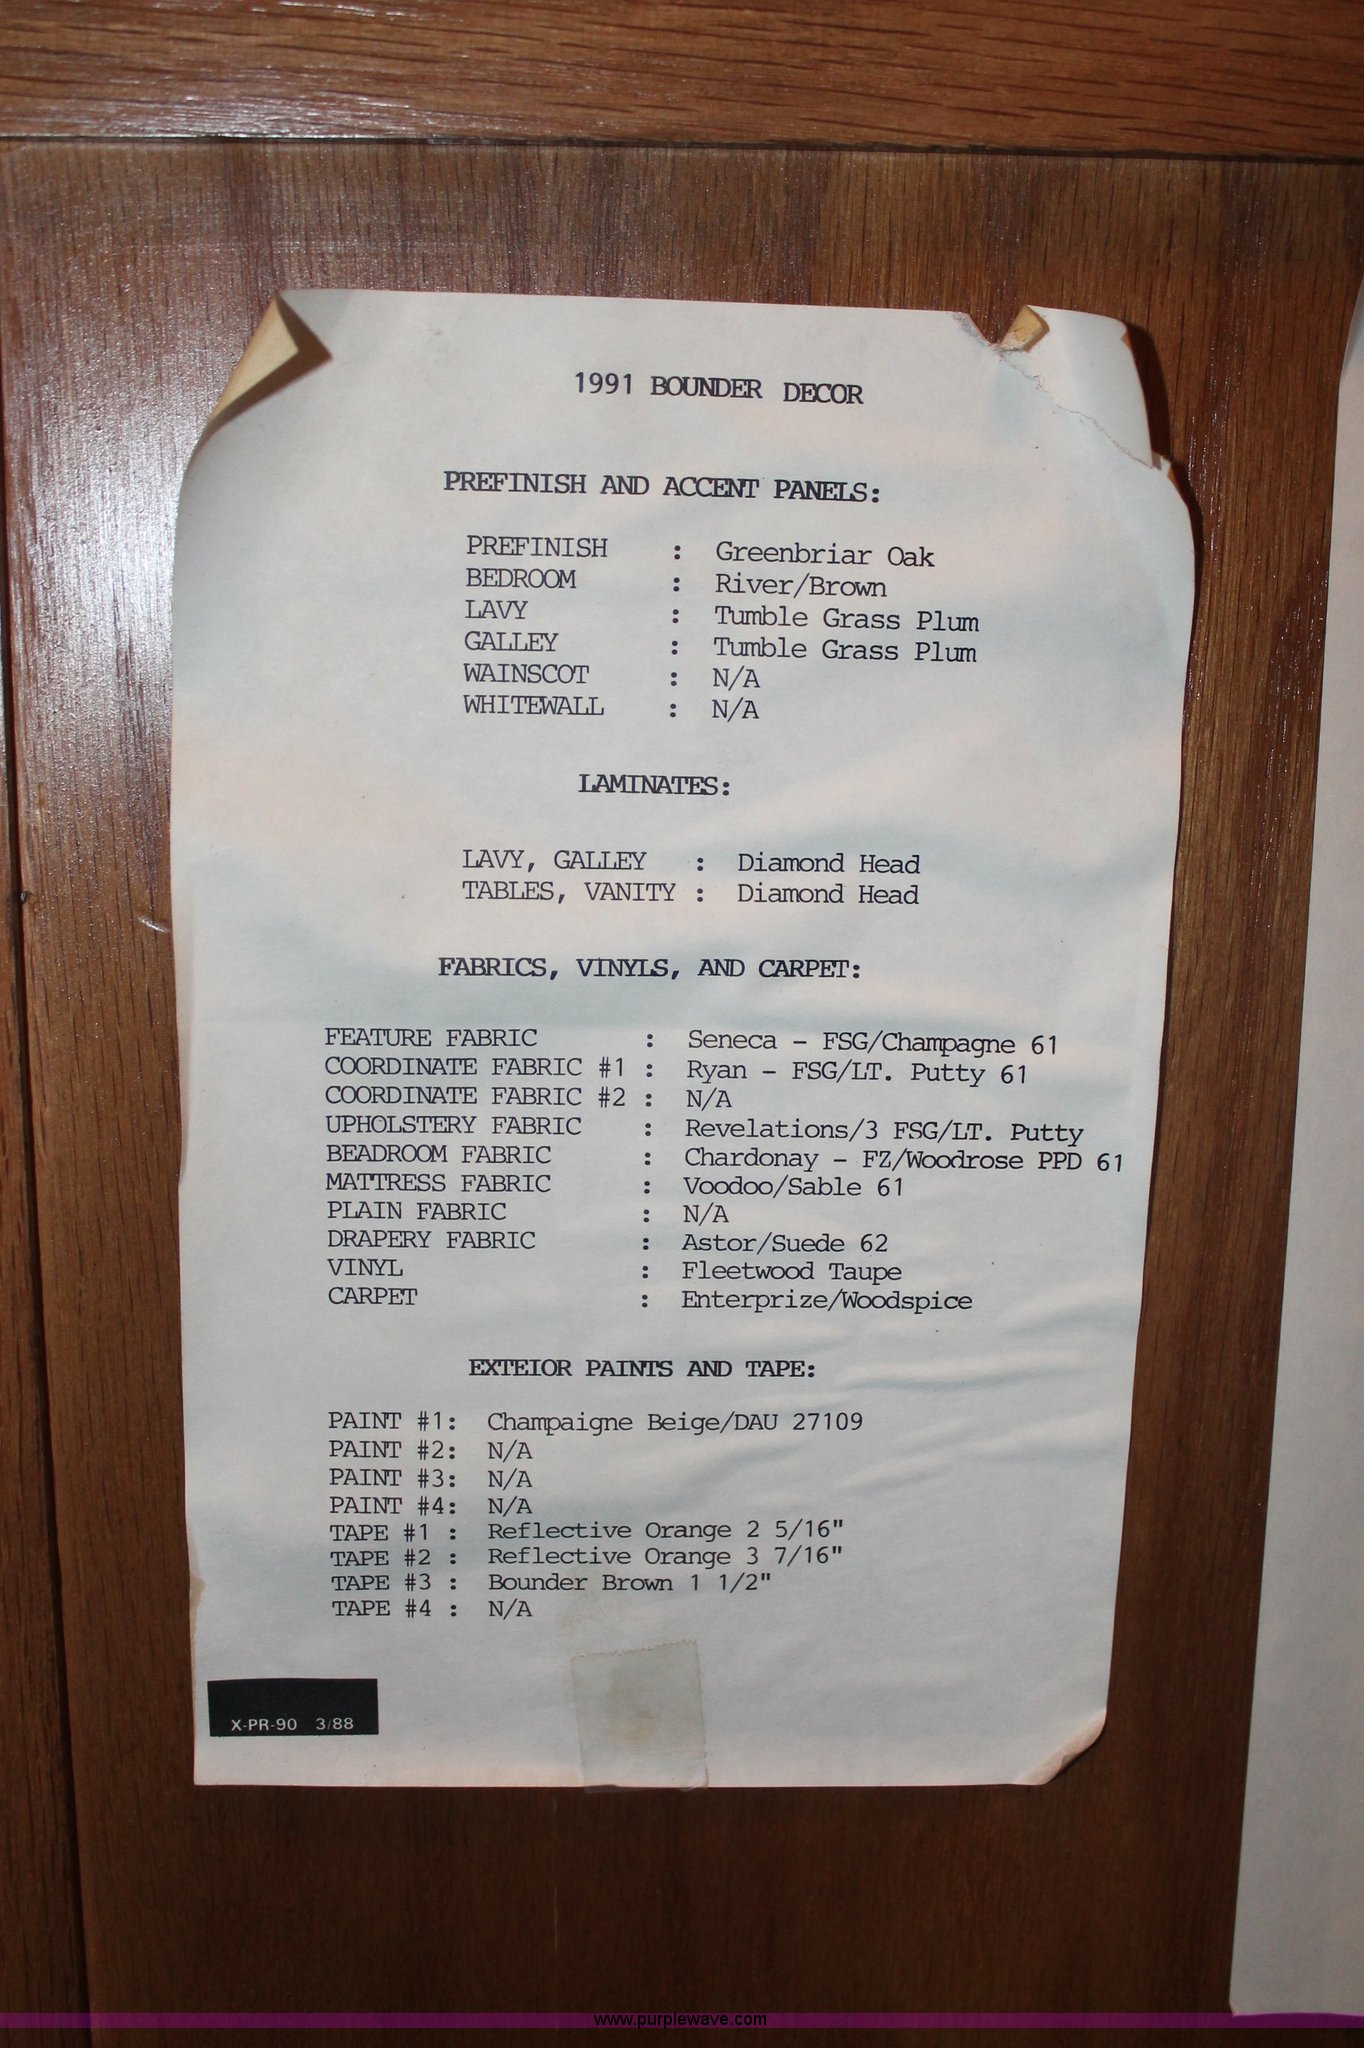 1991 BOUNDER DECOR
PREFINISH AND ACCENT PANELS:
PREFINISH : Greenbriar Oak
BEDROOM : River/Brown
LAVY : Tumble Grass Plum
GALLEY : Tumble Grass Plum
WAINSCOT : N/A
WHITEWALL : N/A
LAMINATES:
LAVY, GALLEY : Diamond Head
TABLES, VANITY : Diamond Head
FABRICS, VINYLS, AND CARPET:
FEATURE FABRIC : Seneca - FSG/Champagne 61
COORDINATE FABRIC #1 : Ryan - FSG/LT. Putty 61
COORDINATE FABRIC #2 : N/A
UPHOLSTERY FABRIC : Revelations/3 FSG/LT. Putty
BEADROOM FABRIC : Chardonay - FZ/Woodrose PPD 61
MATTRESS FABRIC : Voodoo/Sable 61
PLAIN FABRIC : N/A
DRAPERY FABRIC : Astor/Suede 62
VINYL : Fleetwood Taupe
CARPET : Enterprize/Woodspice
EXTEIOR PAINTS AND TAPE:
PAINT #1: Champaigne Beige/DAU 27109
PAINT #2: N/A
PAINT #3: N/A
PAINT #4: N/A
TAPE #1 : Reflective Orange 2 5/16"
TAPE #2 : Reflective Orange 3 7/16"
TAPE #3 : Bounder Brown 1 1/2"
TAPE #4 : N/A
X-PR-90 3/88
www.purplewave.com